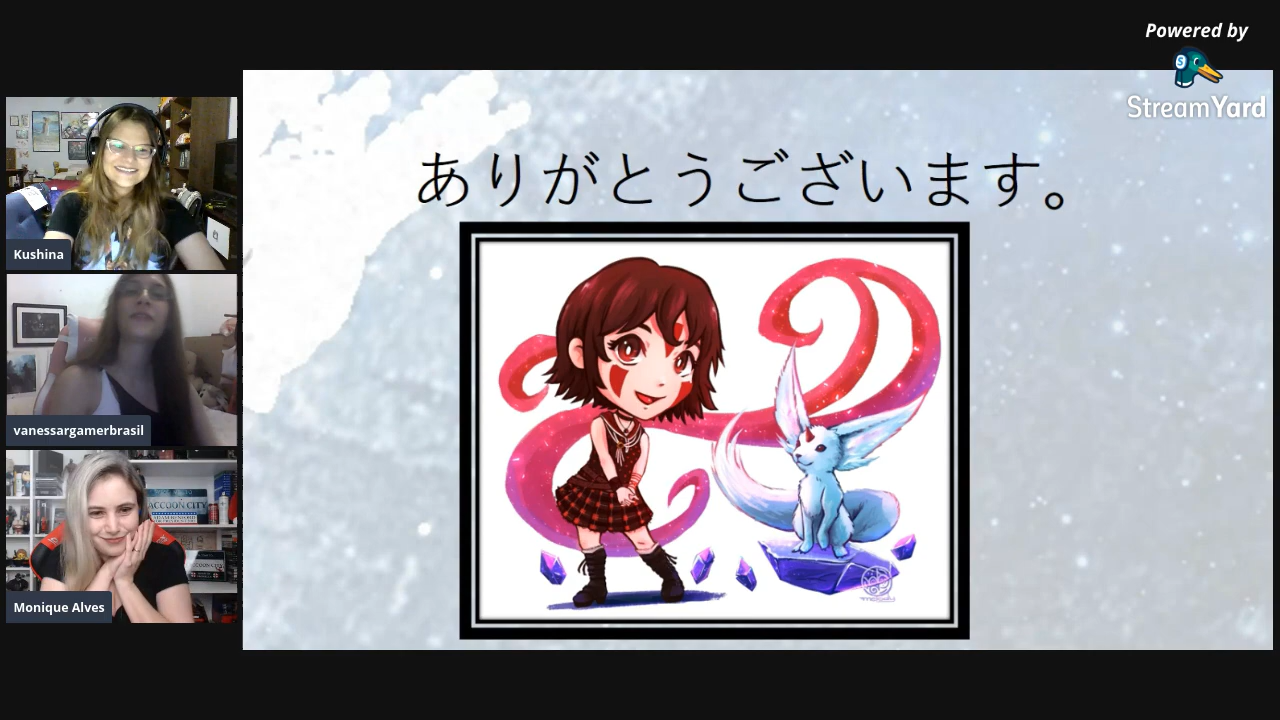 Powered by
StreamYard
ありがとうございます。
Kushina
vanessargamerbrasil
RACCOON CITY
Monique Alves